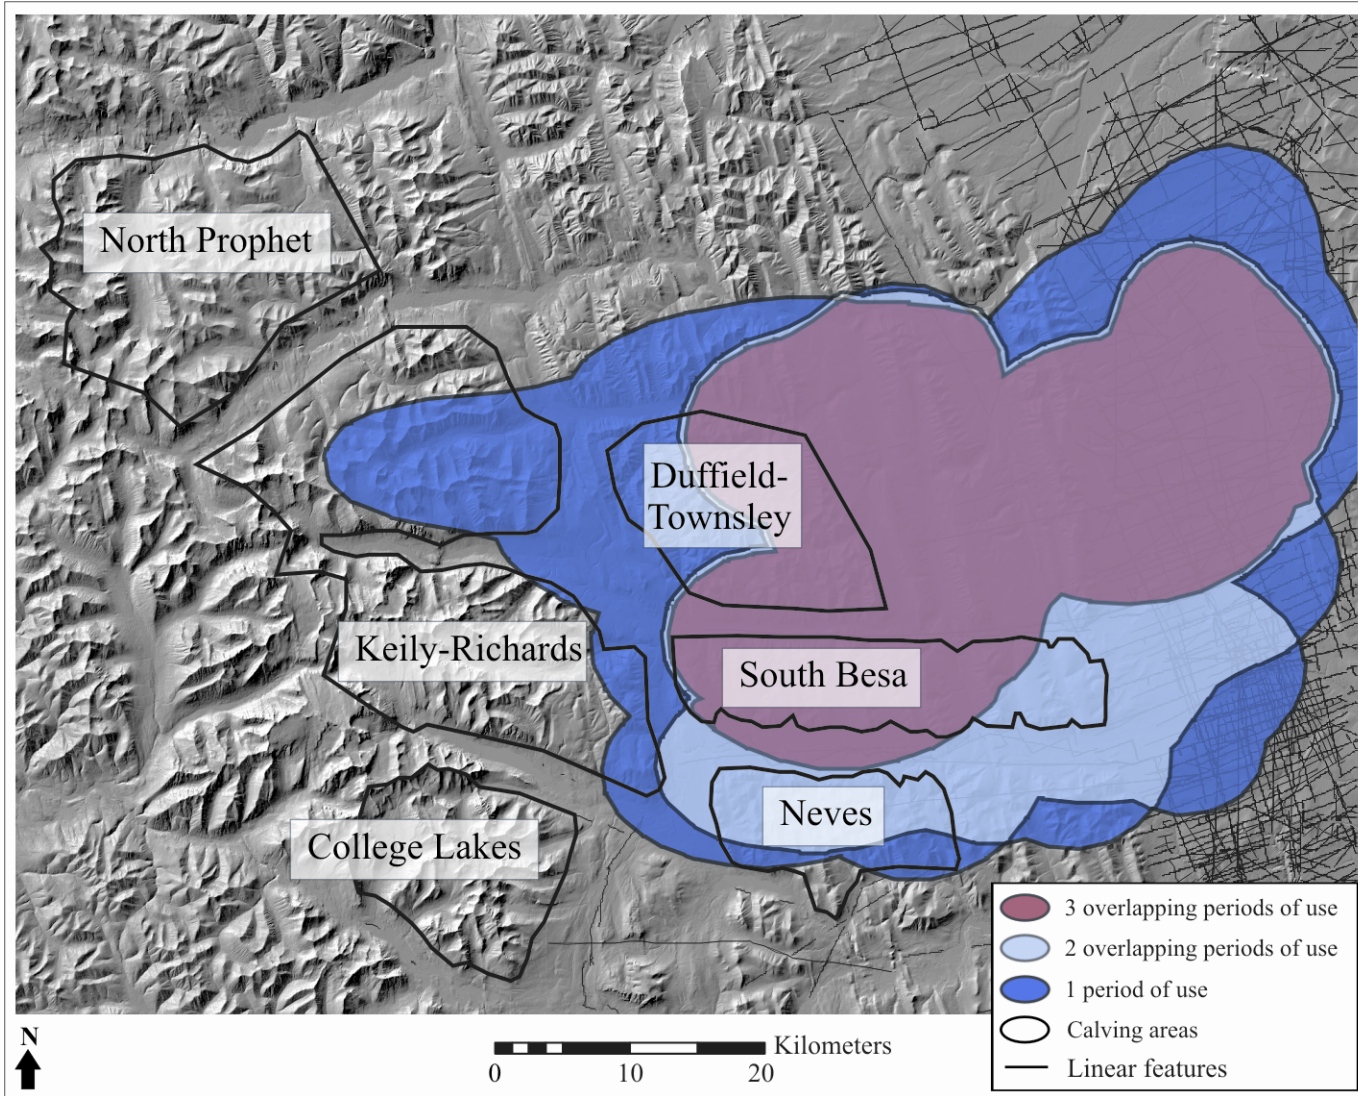 North Prophet
Duffield-
Townsley
Keily-Richards
South Besa
Neves
College Lakes
3 overlapping periods of use
2 overlapping periods of use
1 period of use
Calving areas
Linear features
N
Kilometers
0 10 20